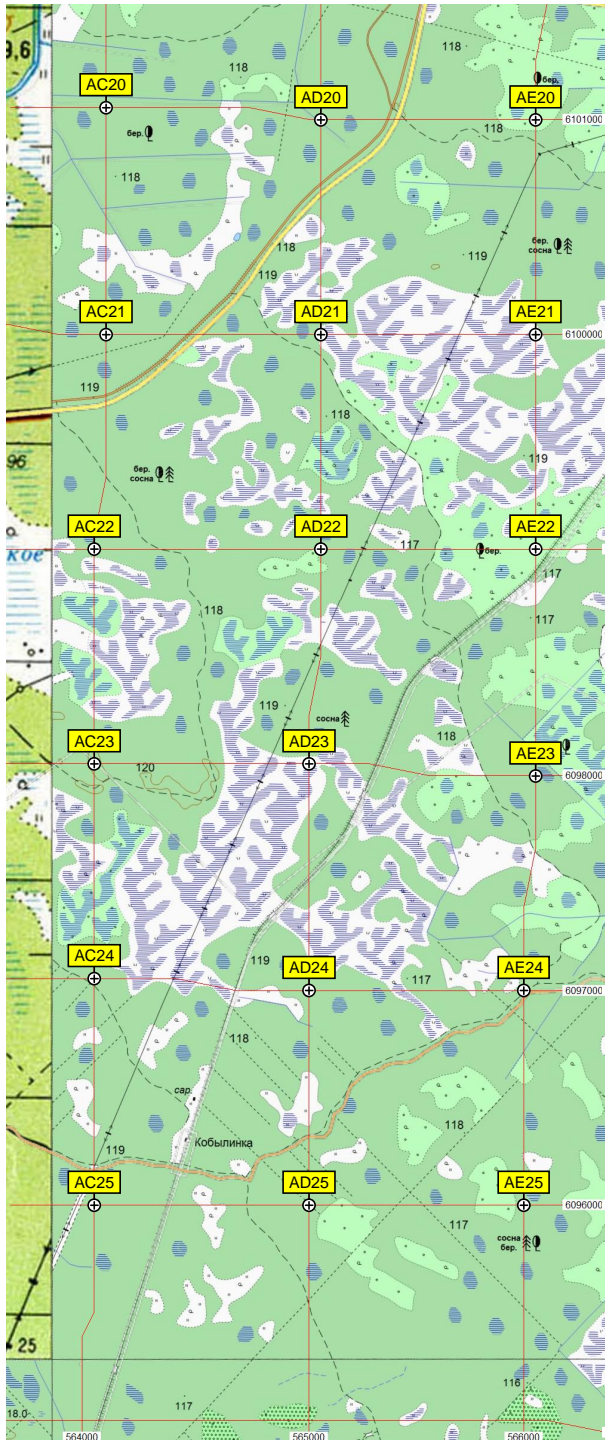 9,6
118
118
AC20
AD20
бер.
AE20
6101000
бер.
118
118
118
119
бер.
сосна
119
AC21
AD21
AE21
6100000
119
118
119
96
бер.
сосна
кое
AC22
AD22
117
бер.
AE22
117
118
117
119
сосна
118
AC23
120
AD23
AE23
6098000
119
AC24
AD24
117
AE24
6097000
118
сар.
118
Кобылинка
119
AC25
AD25
AE25
6096000
117
сосна
бер.
25
116
117
18.0
564000
565000
566000